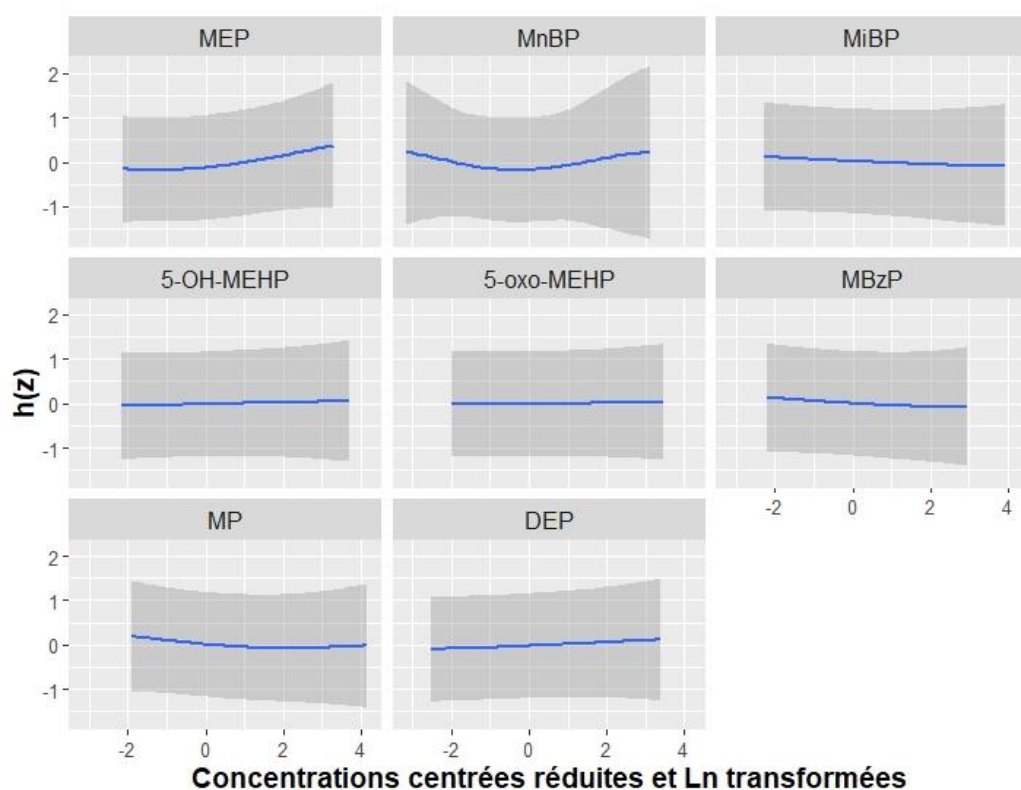 MEP MnBP MiBP
2
1
0
-1
5-OH-MEHP 5-oxo-MEHP MBzP
2
1
0
-1
-2 0 2 4
MP DEP
2
1
0
-1
-2 0 2 4 -2 0 2 4
h(z)
Concentrations centrées réduites et Ln transformées